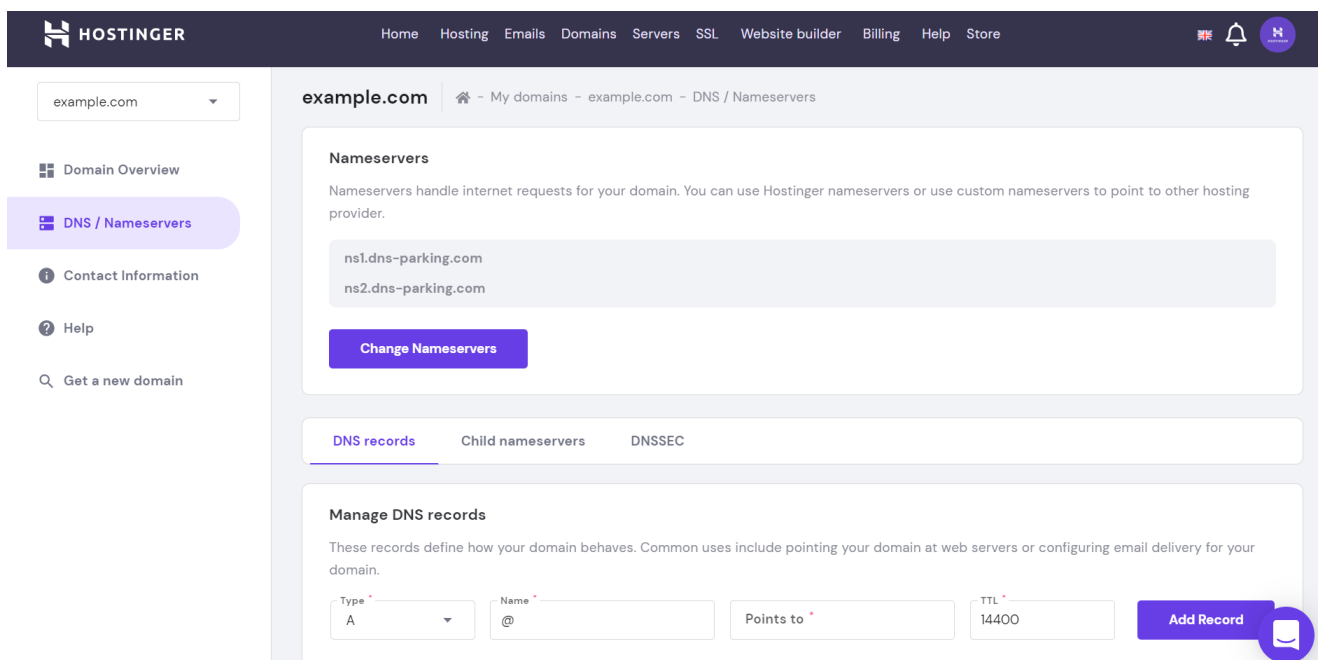 HOSTINGER
Home Hosting Emails Domains Servers SSL Website builder Billing Help Store
example.com
Domain Overview
DNS / Nameservers
Contact Information
Help
Get a new domain
example.com - My domains - example.com - DNS / Nameservers
Nameservers
Nameservers handle internet requests for your domain. You can use Hostinger nameservers or use custom nameservers to point to other hosting
provider.
ns1.dns-parking.com
ns2.dns-parking.com
Change Nameservers
DNS records Child nameservers DNSSEC
Manage DNS records
These records define how your domain behaves. Common uses include pointing your domain at web servers or configuring email delivery for your
domain.
Type * Name * TTL *
A @ Points to * 14400 Add Record